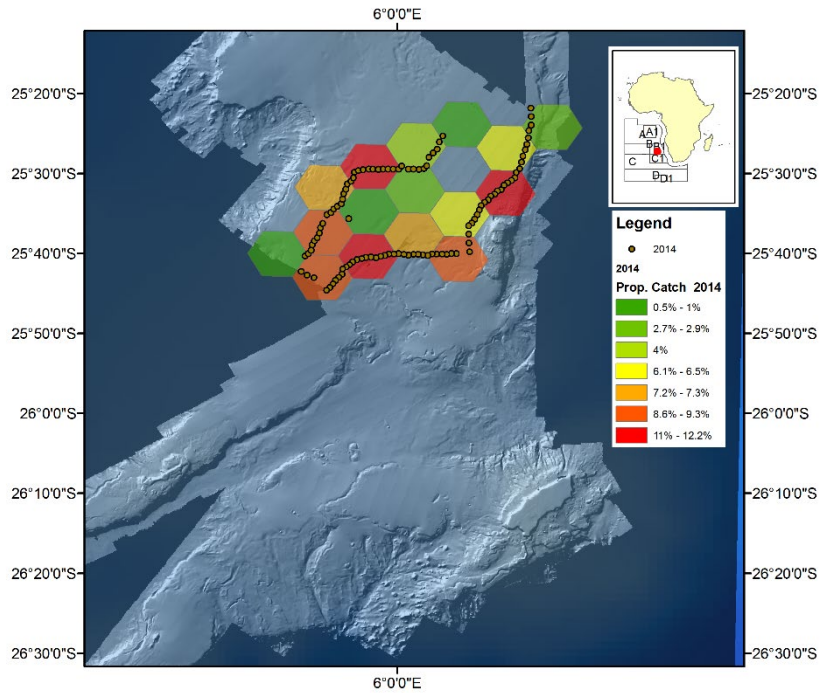 6°0'0"E
25°20'0"S
25°20'0"S
25°30'0"S
25°30'0"S
25°40'0"S
25°40'0"S
25°50'0"S
25°50'0"S
26°0'0"S
26°0'0"S
26°10'0"S
26°10'0"S
26°20'0"S
26°20'0"S
26°30'0"S
26°30'0"S
6°0'0"E
A
A1
B
C
C1
D
D1
Legend
2014
2014
Prop. Catch 2014
0.5% - 1%
2.7% - 2.9%
4%
6.1% - 6.5%
7.2% - 7.3%
8.6% - 9.3%
11% - 12.2%